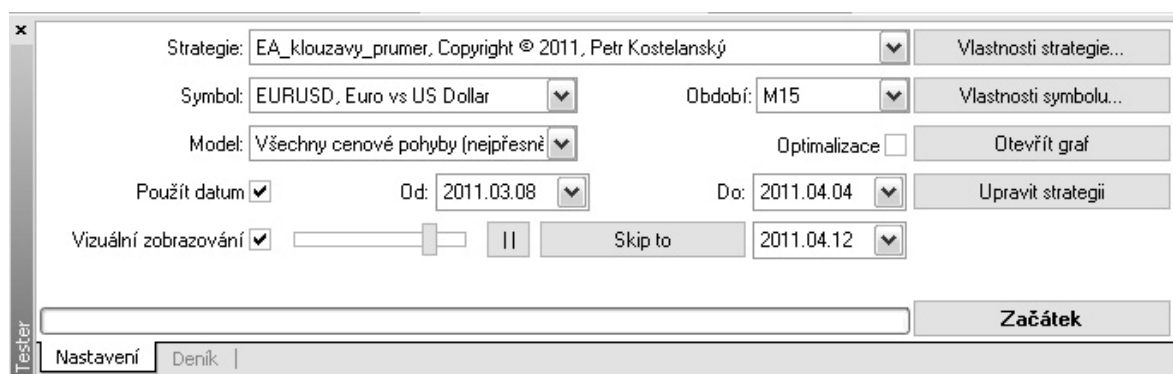 Strategie: EA_klouzavy_prumer, Copyright © 2011, Petr Kostelanský Vlastnosti strategie...
Symbol: EURUSD, Euro vs US Dollar Období: M15 Vlastnosti symbolu...
Model: Všechny cenové pohyby (nejpřesně Optimalizace Otevřít graf
Použít datum Od: 2011.03.08 Do: 2011.04.04 Upravit strategii
Vizuální zobrazování Skip to 2011.04.12
Začátek
Tester
Nastavení Deník